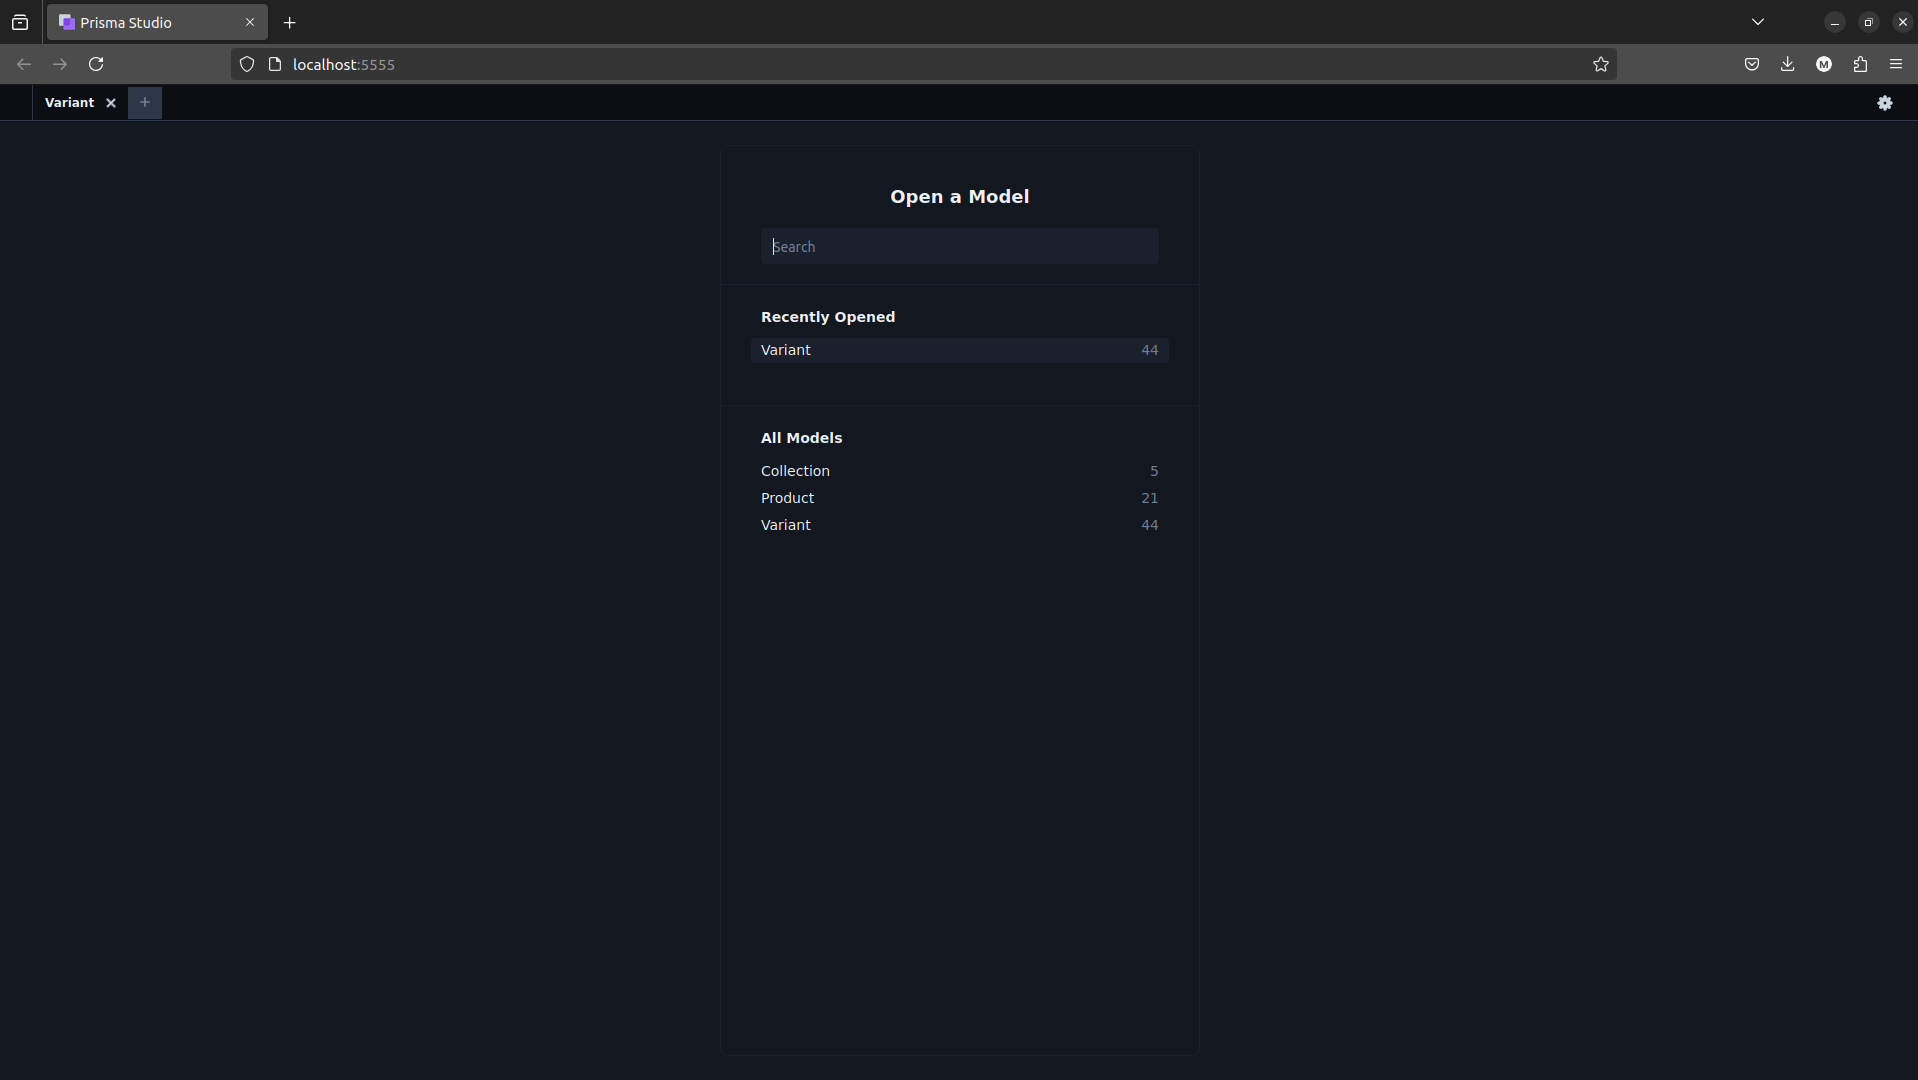 Prisma Studio
localhost:5555
M
Variant
Open a Model
Search
Recently Opened
Variant 44
All Models
Collection 5
Product 21
Variant 44